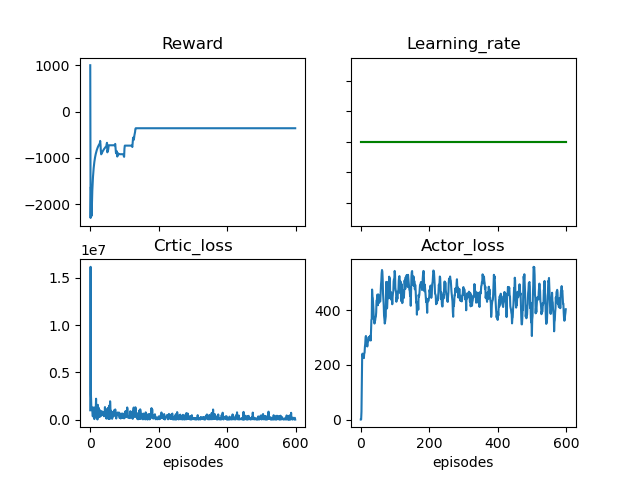 Reward
Learning_rate
1000
0
−1000
−2000
Crtic_loss
Actor_loss
1e7
1.5
1.0
0.5
0.0
400
200
0
0 200 400 600
0 200 400 600
episodes
episodes